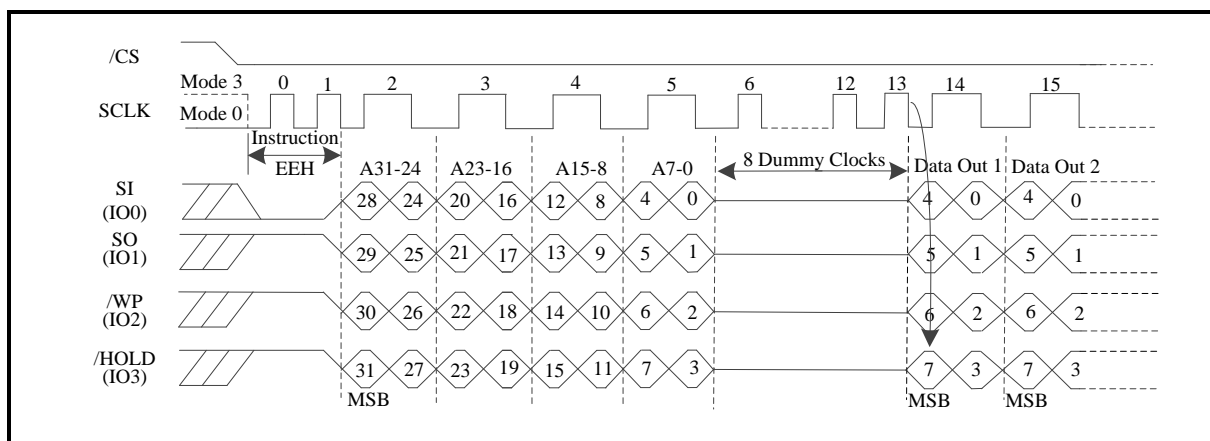 /CS
Mode 3 0 1 2 3 4 5 6 12 13 14 15
SCLK Mode 0
Instruction
EEH A31-24 A23-16 A15-8 A7-0 8 Dummy Clocks Data Out 1 Data Out 2
SI
(IO0) 28 24 20 16 12 8 4 0 4 0 4 0
SO
(IO1) 29 25 21 17 13 9 5 1 5 1 5 1
/WP
(IO2) 30 26 22 18 14 10 6 2 6 2 6 2
/HOLD
(IO3) 31 27 23 19 15 11 7 3 7 3 7 3
MSB MSB MSB